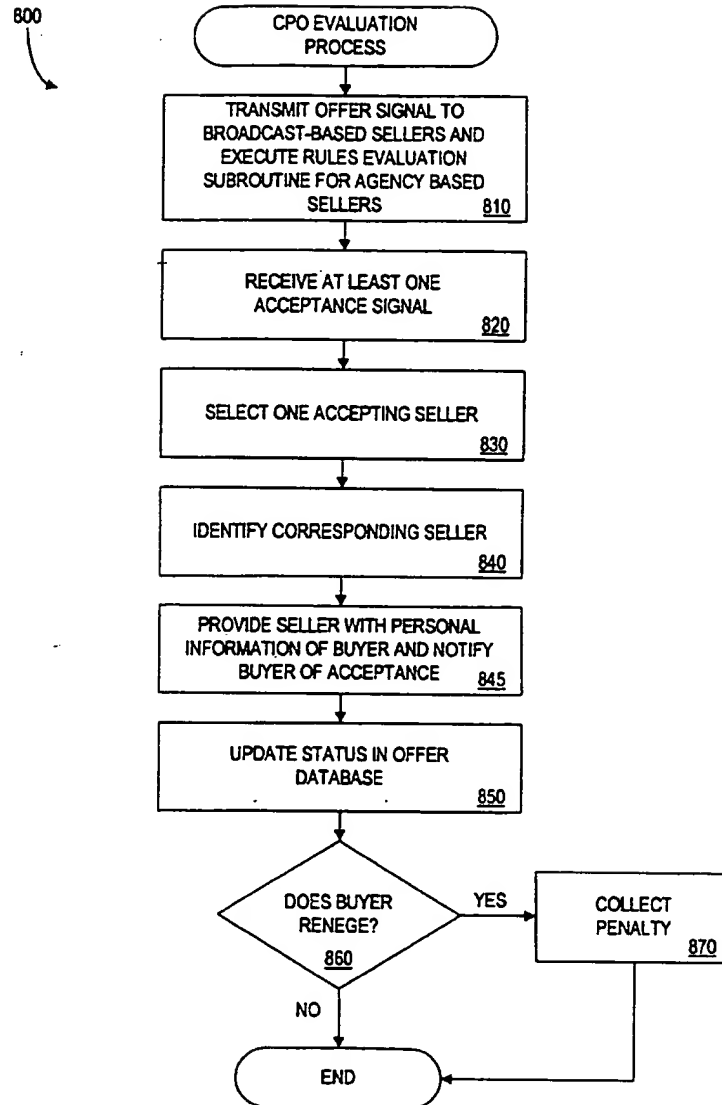 800
CPO EVALUATION
PROCESS
TRANSMIT OFFER SIGNAL TO
BROADCAST-BASED SELLERS AND
EXECUTE RULES EVALUATION
SUBROUTINE FOR AGENCY BASED
SELLERS
810
RECEIVE AT LEAST ONE
ACCEPTANCE SIGNAL
820
SELECT ONE ACCEPTING SELLER
830
IDENTIFY CORRESPONDING SELLER
840
PROVIDE SELLER WITH PERSONAL
INFORMATION OF BUYER AND NOTIFY
BUYER OF ACCEPTANCE
845
UPDATE STATUS IN OFFER
DATABASE
850
DOES BUYER
RENEGE?
860
YES
COLLECT
PENALTY
870
NO
END